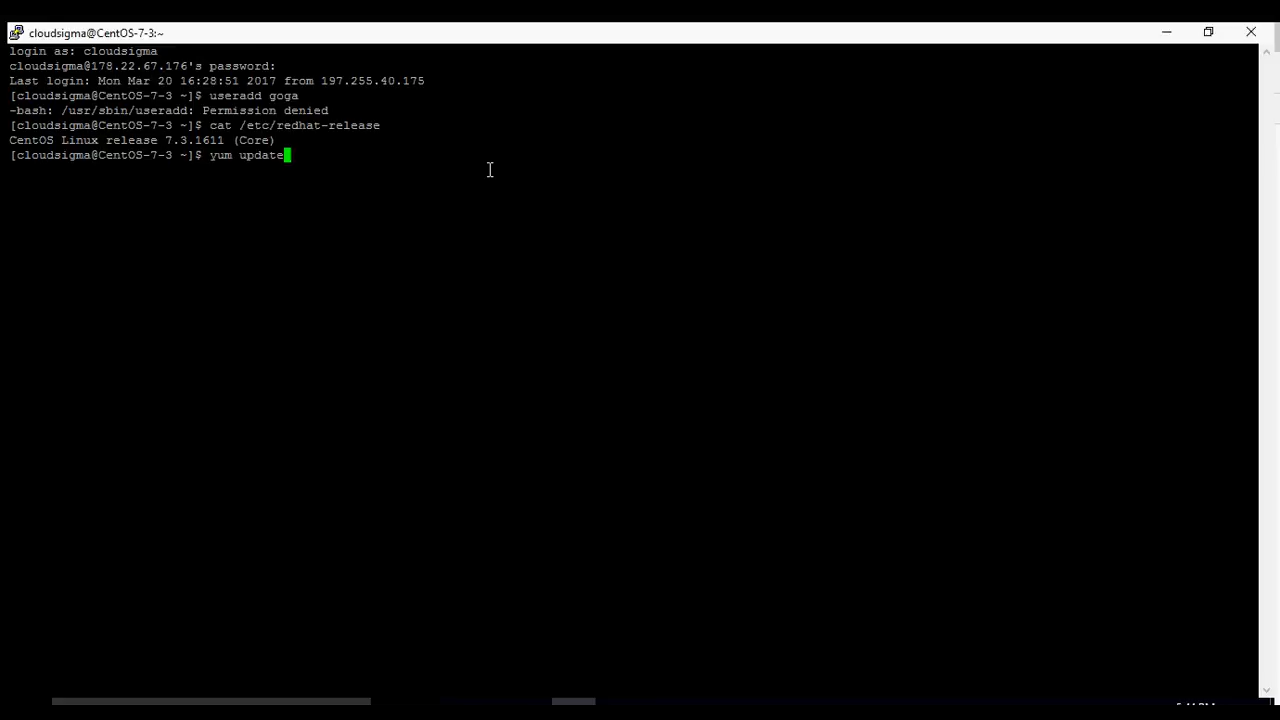 cloudsigma@CentOS-7-3:~
login as: cloudsigma
cloudsigma@178.22.67.176's password:
Last login: Mon Mar 20 16:28:51 2017 from 197.255.40.175
[cloudsigma@CentOS-7-3 ~]$ useradd goga
-bash: /usr/sbin/useradd: Permission denied
[cloudsigma@CentOS-7-3 ~]$ cat /etc/redhat-release
CentOS Linux release 7.3.1611 (Core)
[cloudsigma@CentOS-7-3 ~]$ yum update